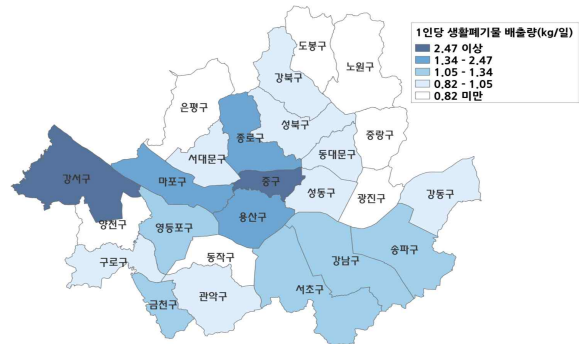 1인당 생활폐기물 배출량(kg/일)
2.47 이상
1.34 - 2.47
1.05 - 1.34
0.82 - 1.05
0.82 미만
도봉구
노원구
강북구
은평구
성북구
중랑구
종로구
서대문구
동대문구
강서구
마포구
중구
성동구
광진구
강동구
양천구
영등포구
용산구
송파구
구로구
동작구
강남구
금천구
관악구
서초구